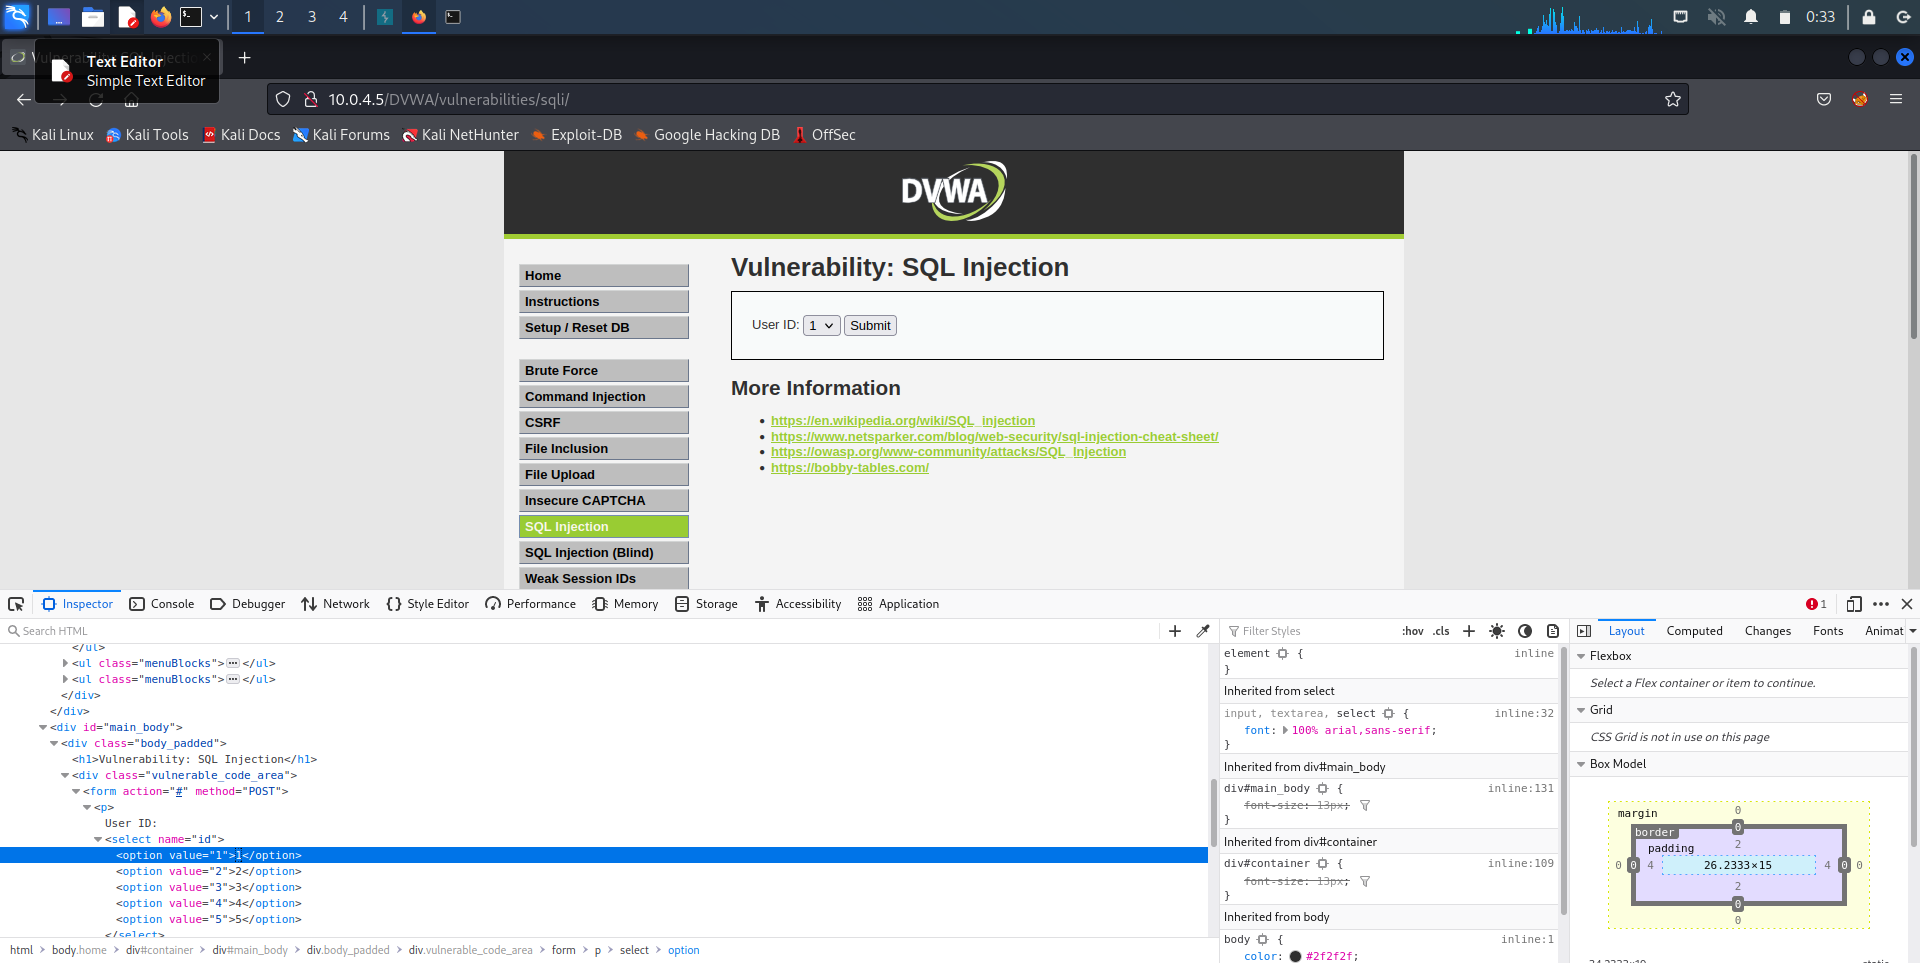 1 2 3 4 0:33
Text Editor
Simple Text Editor
10.0.4.5/DVWA/vulnerabilities/sqli/
Kali Linux Kali Tools Kali Docs Kali Forums Kali NetHunter Exploit-DB Google Hacking DB OffSec
DVWA
Home
Instructions
Setup / Reset DB
Brute Force
Command Injection
CSRF
File Inclusion
File Upload
Insecure CAPTCHA
SQL Injection
SQL Injection (Blind)
Weak Session IDs
Vulnerability: SQL Injection
User ID: 1 Submit
More Information
https://en.wikipedia.org/wiki/SQL_injection
https://www.netsparker.com/blog/web-security/sql-injection-cheat-sheet/
https://owasp.org/www-community/attacks/SQL_Injection
https://bobby-tables.com/
Inspector Console Debugger Network Style Editor Performance Memory Storage Accessibility Application 1
Search HTML
</ul>
<ul class="menuBlocks"> </ul>
<ul class="menuBlocks"> </ul>
</div>
</div>
<div id="main_body">
<div class="body_padded">
<h1>Vulnerability: SQL Injection</h1>
<div class="vulnerable_code_area">
<form action="#" method="POST">
<p>
User ID:
<select name="id">
<option value="1">1</option>
<option value="2">2</option>
<option value="3">3</option>
<option value="4">4</option>
<option value="5">5</option>
</select>
html body.home div#container div#main_body div.body_padded div.vulnerable_code_area form p select option
Filter Styles :hov .cls
element { inline
}
Inherited from select
input, textarea, select { inline:32
font: 100% arial,sans-serif;
}
Inherited from div#main_body
div#main_body { inline:131
font-size: 13px;
}
Inherited from div#container
div#container { inline:109
font-size: 13px;
}
Inherited from body
body { inline:1
color: #2f2f2f;
Layout Computed Changes Fonts Animat
Flexbox
Select a Flex container or item to continue.
Grid
CSS Grid is not in use on this page
Box Model
margin 0
border 0
padding 2
0 0 4 26.2333×15 4 0 0
2
0
0